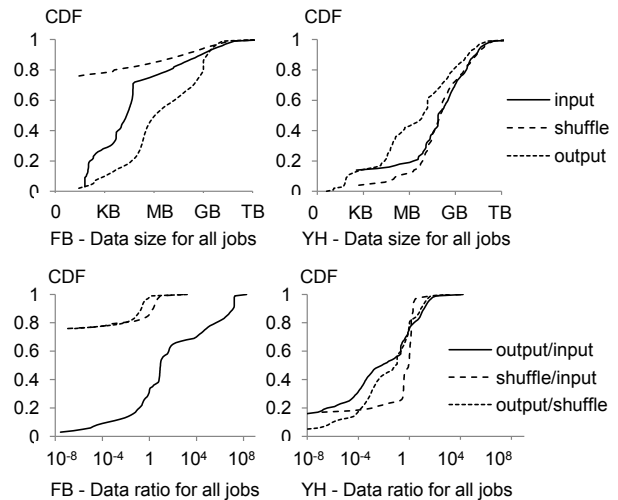 CDF
1
0.8
0.6
0.4
0.2
0
0 KB MB GB TB
FB - Data size for all jobs
CDF
1
0.8
0.6
0.4
0.2
0
0 KB MB GB TB
YH - Data size for all jobs
input
shuffle
output
CDF
1
0.8
0.6
0.4
0.2
0
10⁻⁸ 10⁻⁴ 1 10⁴ 10⁸
FB - Data ratio for all jobs
CDF
1
0.8
0.6
0.4
0.2
0
10⁻⁸ 10⁻⁴ 1 10⁴ 10⁸
YH - Data ratio for all jobs
output/input
shuffle/input
output/shuffle